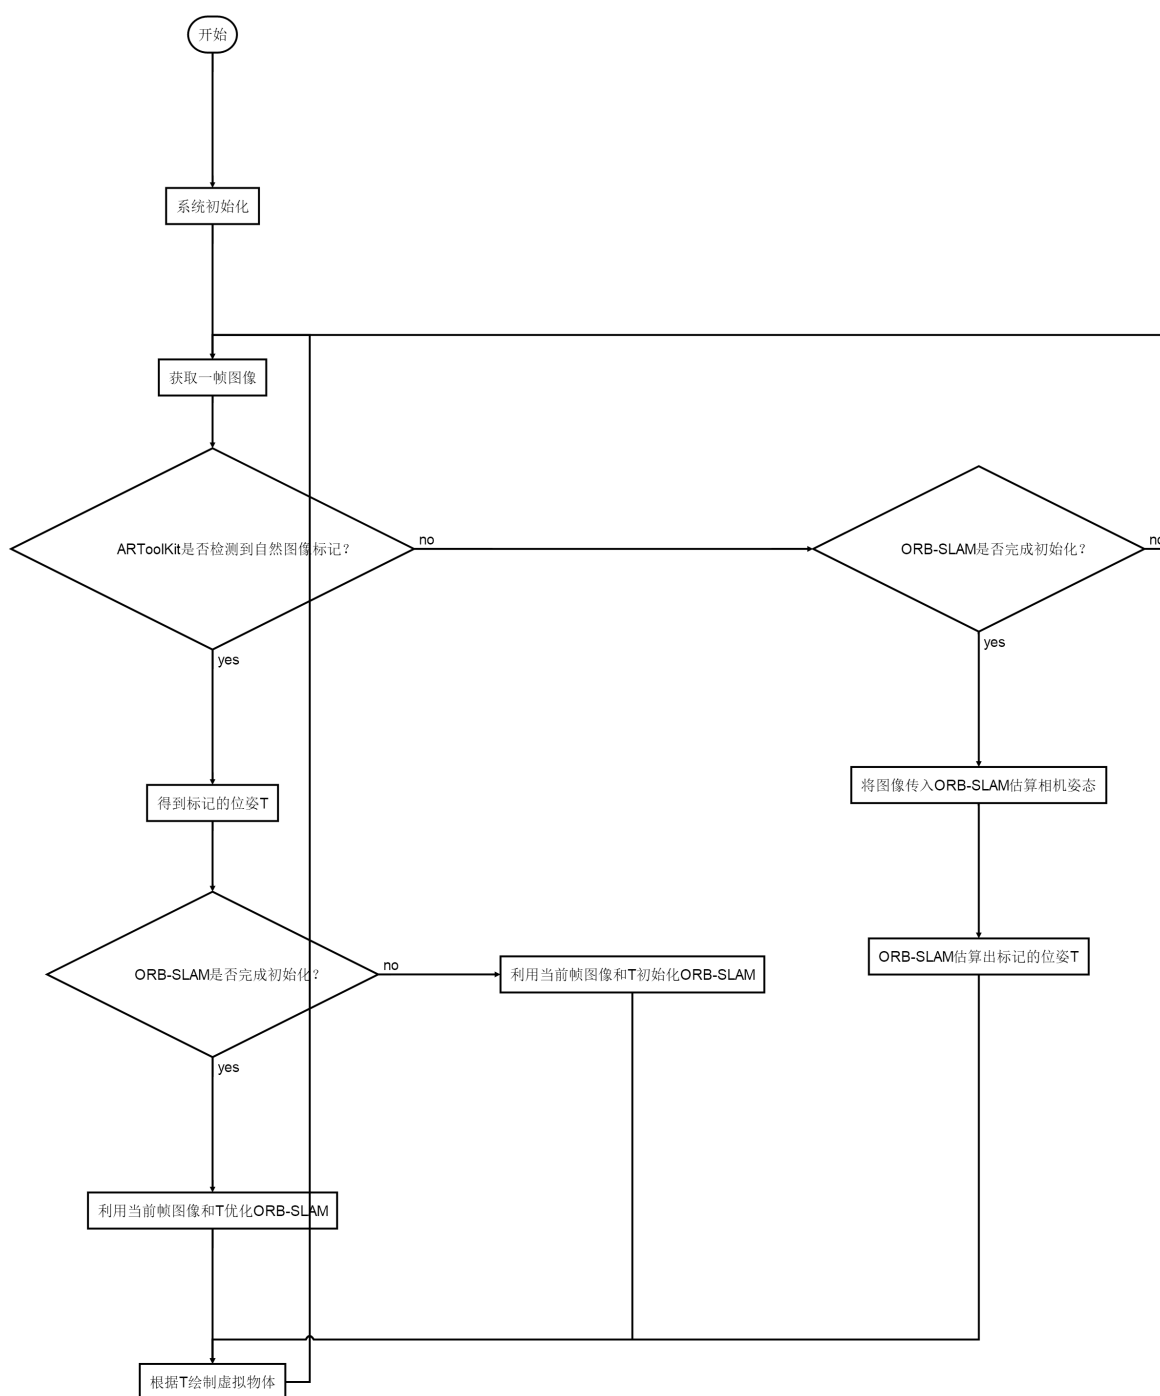 开始
系统初始化
获取一帧图像
ARToolKit是否检测到自然图像标记?
no
ORB-SLAM是否完成初始化?
no
yes
yes
将图像传入ORB-SLAM估算相机姿态
得到标记的位姿T
ORB-SLAM估算出标记的位姿T
ORB-SLAM是否完成初始化?
no
利用当前帧图像和T初始化ORB-SLAM
yes
利用当前帧图像和T优化ORB-SLAM
根据T绘制虚拟物体